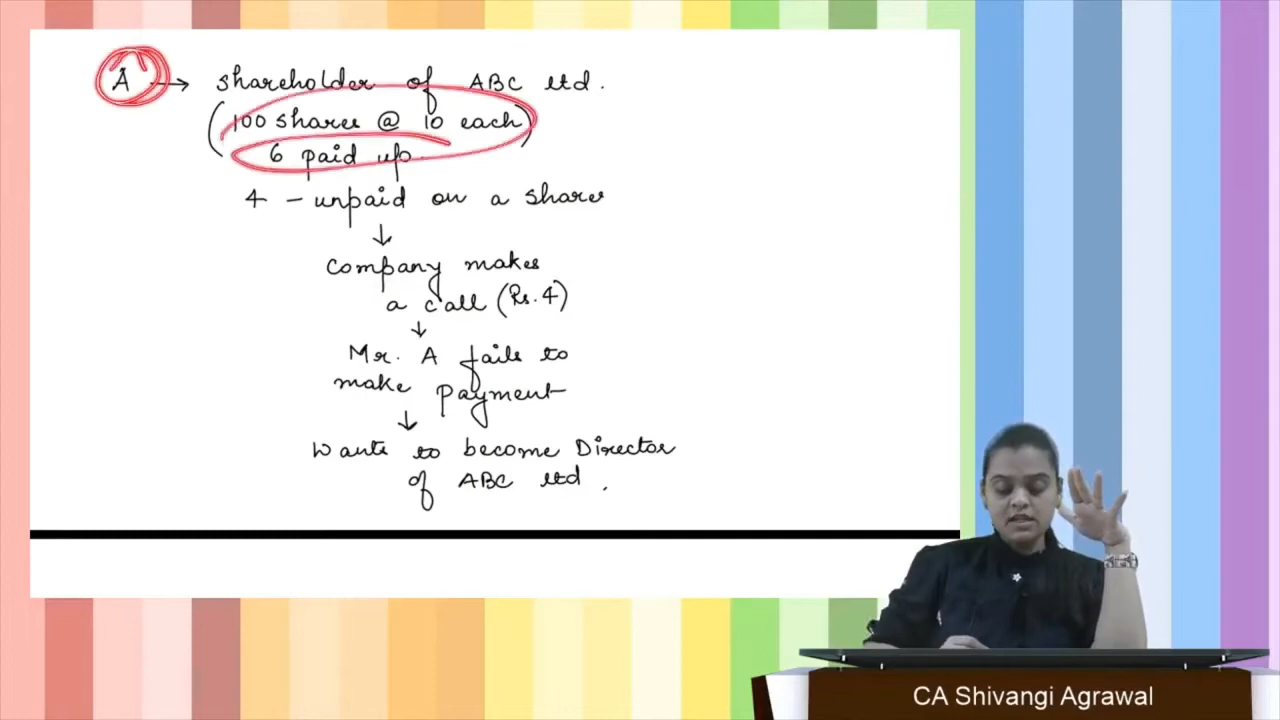 A → shareholder of ABC ltd.
(100 shares @ 10 each)
6 paid up
4 - unpaid on a share
↓
Company makes
a call (Rs. 4)
↓
Mr. A fails to
make payment
↓
Wants to become Director
of ABC ltd.
CA Shivangi Agrawal